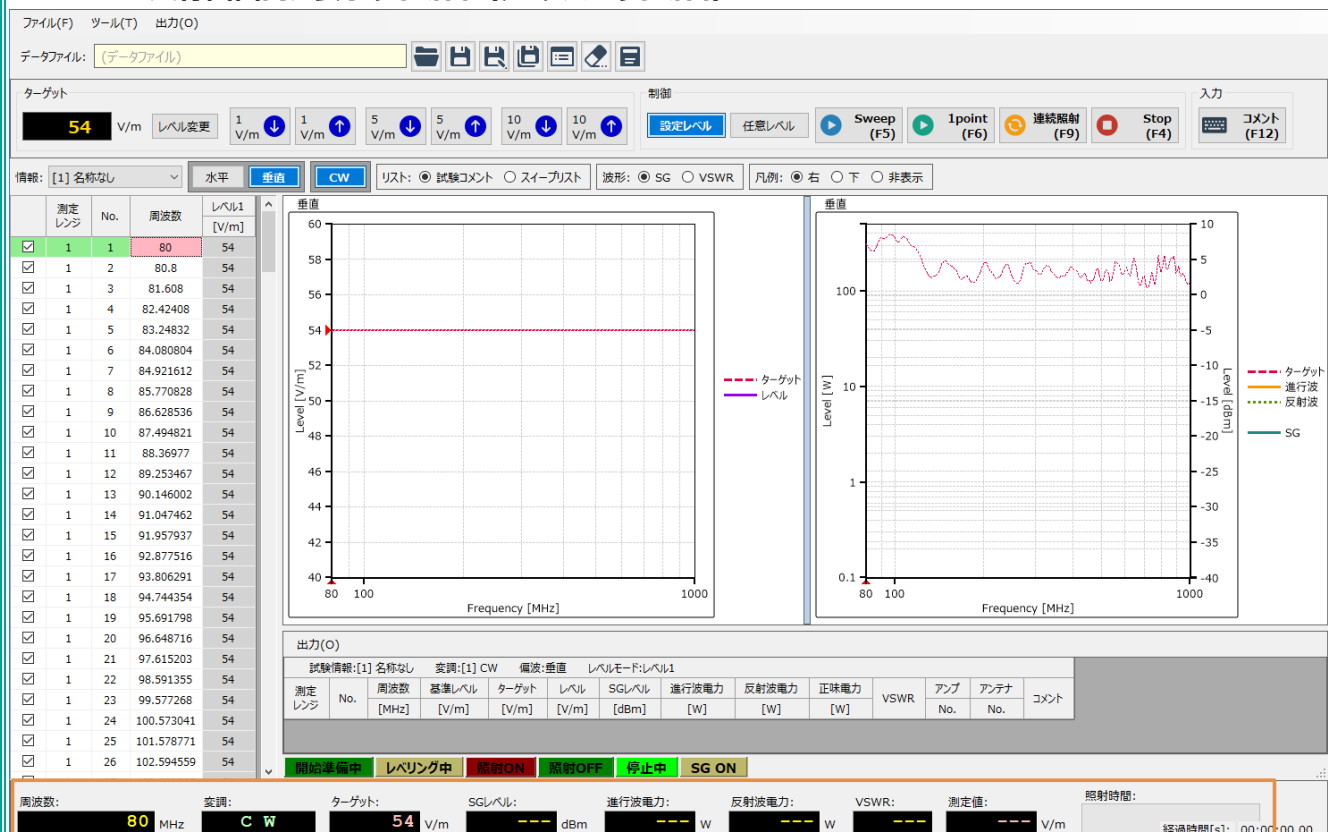 ファイル(F) ツール(T) 出力(O)
データファイル: (データファイル)
ターゲット 制御 入力
54 V/m レベル変更 1 V/m 1 V/m 5 V/m 5 V/m 10 V/m 10 V/m 設定レベル 任意レベル Sweep (F5) 1point (F6) 連続照射 (F9) Stop (F4) コメント (F12)
情報: [1] 名称なし 水平 垂直 CW リスト: 試験コメント スイープリスト 波形: SG VSWR 凡例: 右 下 非表示
測定レンジ No. 周波数 レベル1 [V/m]
1 1 80 54
1 2 80.8 54
1 3 81.608 54
1 4 82.42408 54
1 5 83.24832 54
1 6 84.080804 54
1 7 84.921612 54
1 8 85.770828 54
1 9 86.628536 54
1 10 87.494821 54
1 11 88.36977 54
1 12 89.253467 54
1 13 90.146002 54
1 14 91.047462 54
1 15 91.957937 54
1 16 92.877516 54
1 17 93.806291 54
1 18 94.744354 54
1 19 95.691798 54
1 20 96.648716 54
1 21 97.615203 54
1 22 98.591355 54
1 23 99.577268 54
1 24 100.573041 54
1 25 101.578771 54
1 26 102.594559 54
垂直
60
58
56
54
52
50
48
46
44
42
40
Level [V/m]
80 100 1000
Frequency [MHz]
ターゲット
レベル
垂直
100
10
1
0.1
Level [W]
10
5
0
-5
-10
-15
-20
-25
-30
-35
-40
Level [dBm]
80 100 1000
Frequency [MHz]
ターゲット
進行波
反射波
SG
出力(O)
試験情報:[1] 名称なし 変調:[1] CW 偏波:垂直 レベルモード:レベル1
測定レンジ No. 周波数 [MHz] 基準レベル [V/m] ターゲット [V/m] レベル [V/m] SGレベル [dBm] 進行波電力 [W] 反射波電力 [W] 正味電力 [W] VSWR アンプ No. アンテナ No. コメント
開始準備中 レベリング中 照射ON 照射OFF 停止中 SG ON
周波数: 変調: ターゲット: SGレベル: 進行波電力: 反射波電力: VSWR: 測定値: 照射時間:
80 MHz CW 54 V/m --- dBm --- W --- W --- --- V/m
経過時間[s]: 00:00:00.00